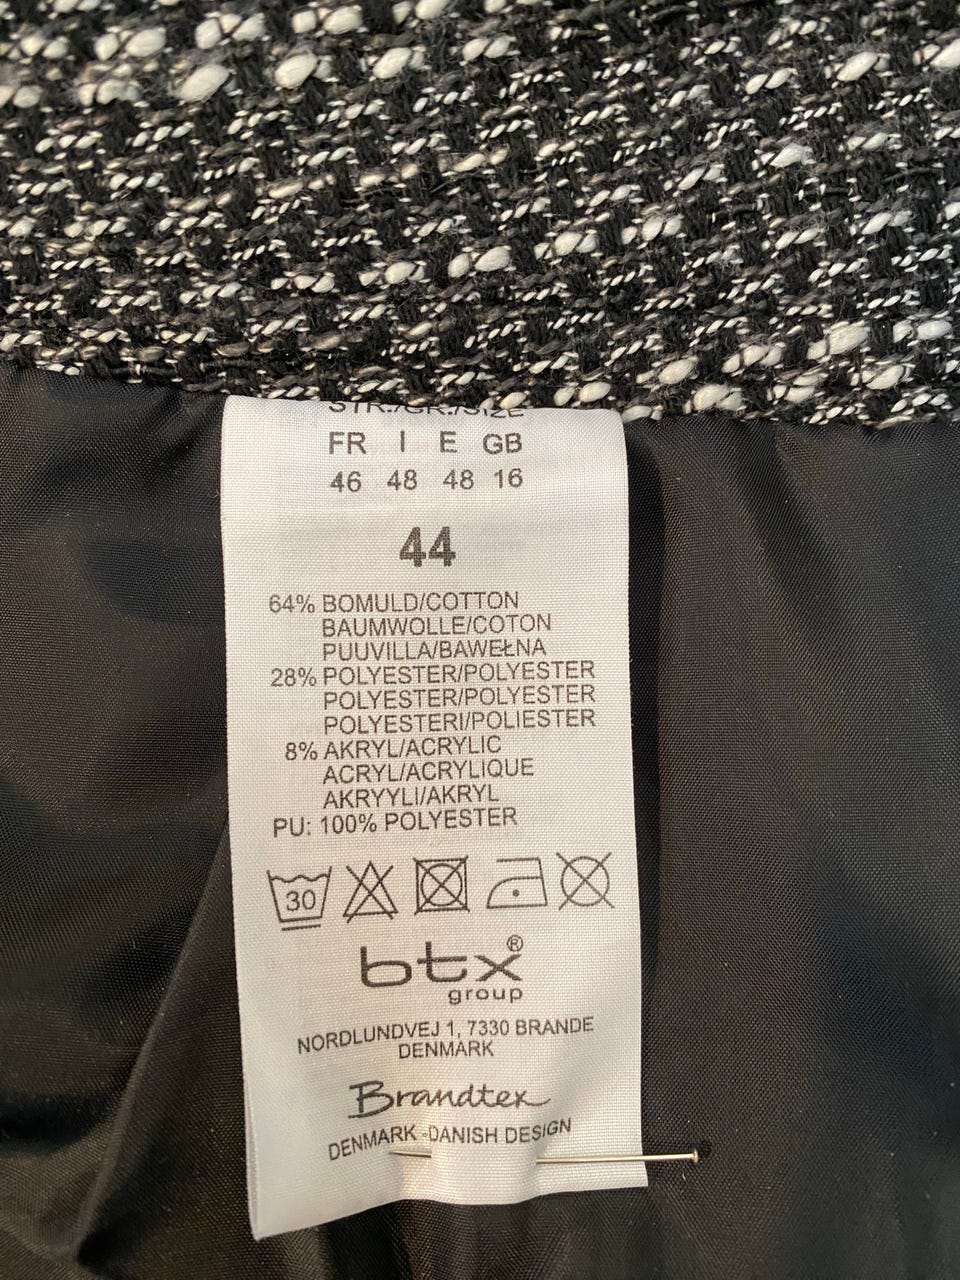 STR./GR./SIZE
FR I E GB
46 48 48 16
44
64% BOMULD/COTTON
BAUMWOLLE/COTON
PUUVILLA/BAWEŁNA
28% POLYESTER/POLYESTER
POLYESTER/POLYESTER
POLYESTERI/POLIESTER
8% AKRYL/ACRYLIC
ACRYL/ACRYLIQUE
AKRYYLI/AKRYL
PU: 100% POLYESTER
30
btx®
group
NORDLUNDVEJ 1, 7330 BRANDE
DENMARK
Brandtex
DENMARK -DANISH DESIGN